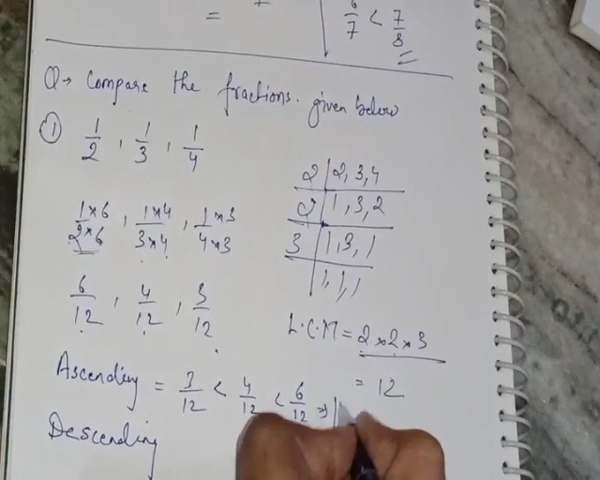 =
6/7 < 7/8
Q→ Compare the fractions. given below
① 1/2 , 1/3 , 1/4
2 | 2, 3, 4
2 | 1, 3, 2
3 | 1, 3, 1
1, 1, 1
1×6/2×6 , 1×4/3×4 , 1×3/4×3
6/12 , 4/12 , 3/12
L.C.M = 2×2×3
= 12
Ascending = 3/12 < 4/12 < 6/12 ⇒
Descending